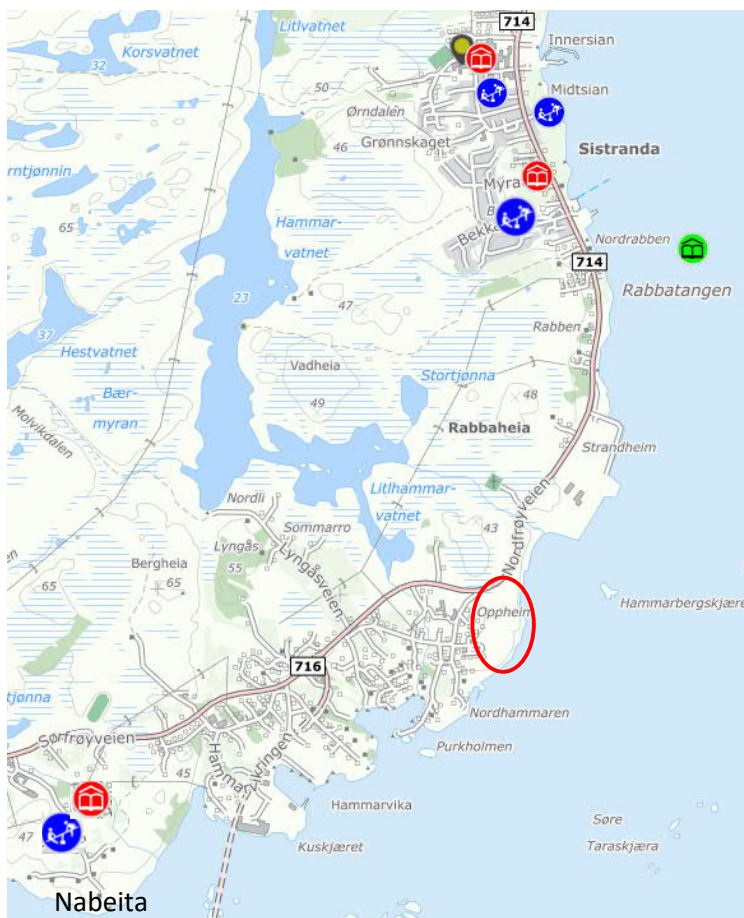 714
Litlvatnet
Innersian
Korsvatnet
32
50
Midtsian
Ørndalen
Grønnskaget
46
Sistranda
Myra
65
Hammar-
vatnet
Nordrabben
714
Rabbatangen
23
47
37
Rabben
Hestvatnet
Vadheia
Stortjønna
Bær-
myran
49
48
Molvikdalen
Rabbaheia
Strandheim
Litlhammar-
vatnet
Nordli
Sommarro
43
Nordfrøyveien
Lyngås
Lyngåsveien
Bergheia
55
65
65
Oppheim
Hammarbergskjære
716
Nordhammaren
Sørfrøyveien
Purkholmen
45
Hammarvika
Søre
Taraskjæra
47
Kuskjæret
Nabeita